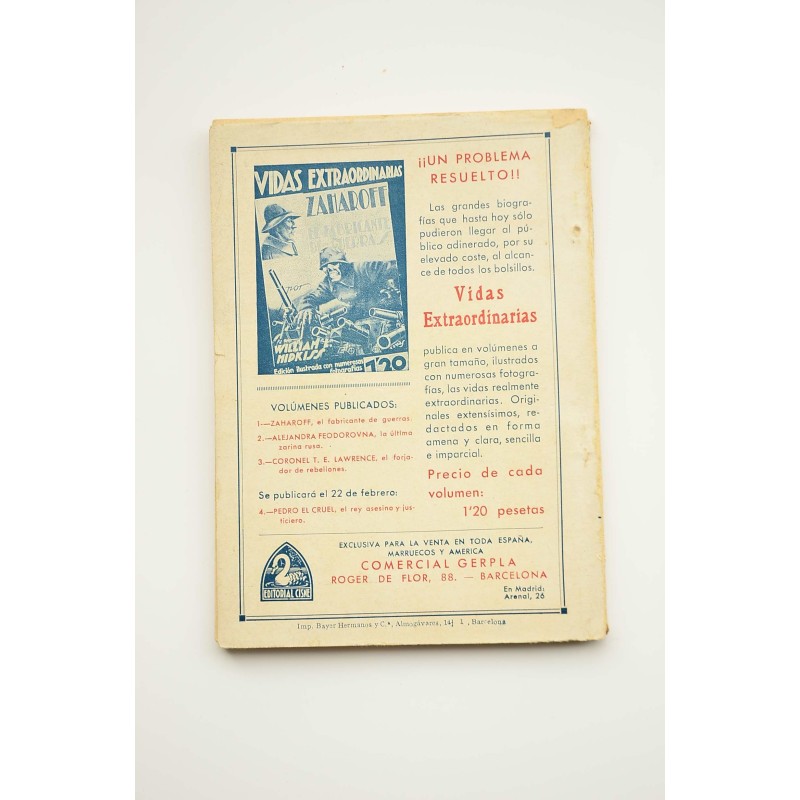 VIDAS EXTRAORDINARIAS
ZAHAROFF
EL FABRICANTE
DE GUERRAS
WILLIAM
HIDKISS
Edición ilustrada con numerosas
fotografías
1'20
VOLÚMENES PUBLICADOS:
1.—ZAHAROFF, el fabricante de guerras.
2.—ALEJANDRA FEODOROVNA, la última
zarina rusa.
3.—CORONEL T. E. LAWRENCE, el forja-
dor de rebeliones.
Se publicará el 22 de febrero:
4.—PEDRO EL CRUEL, el rey asesino y jus-
ticiero.
¡¡UN PROBLEMA
RESUELTO!!
Las grandes biogra-
fías que hasta hoy sólo
pudieron llegar al pú-
blico adinerado, por su
elevado coste, al alcan-
ce de todos los bolsillos.
Vidas
Extraordinarias
publica en volúmenes a
gran tamaño, ilustrados
con numerosas fotogra-
fías, las vidas realmente
extraordinarias. Origi-
nales extensísimos, re-
dactados en forma
amena y clara, sencilla
e imparcial.
Precio de cada
volumen:
1'20 pesetas
EDITORIAL CISNE
EXCLUSIVA PARA LA VENTA EN TODA ESPAÑA,
MARRUECOS Y AMERICA
COMERCIAL GERPLA
ROGER DE FLOR, 88. — BARCELONA
En Madrid:
Arenal, 26
Imp. Bayer Hermanos y C.ª, Almogávares, 141, Barcelona